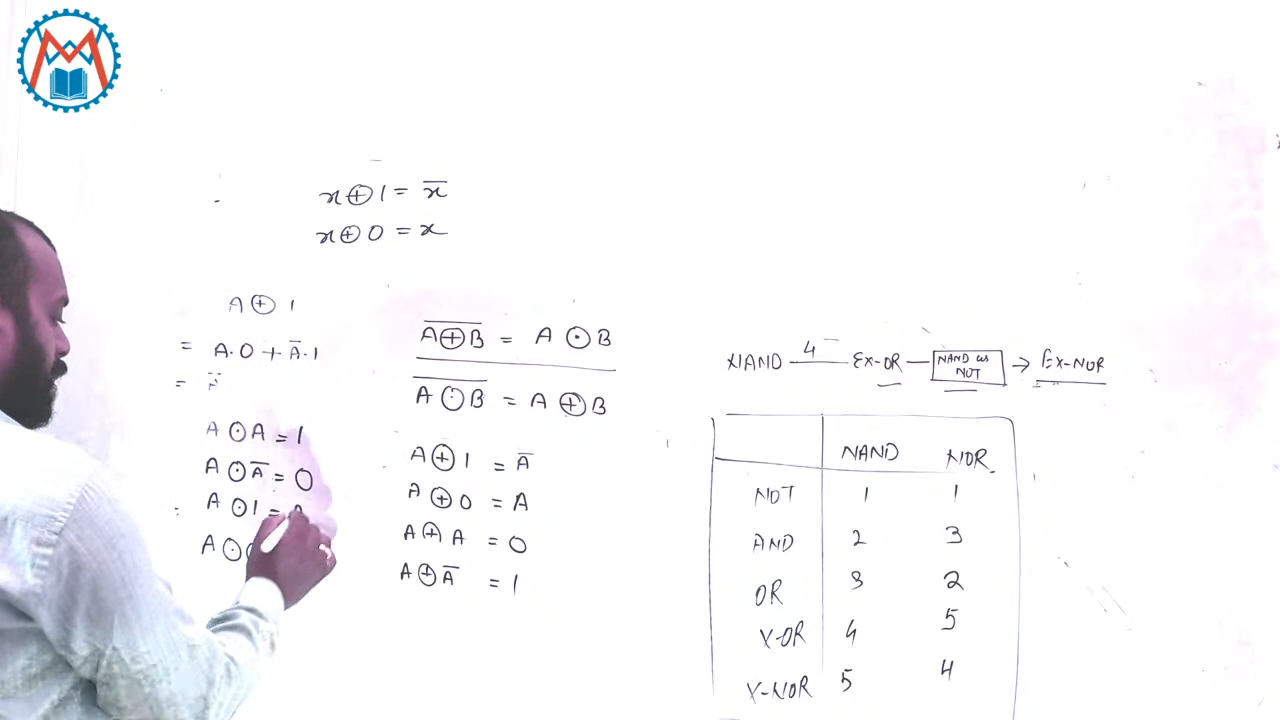 x⊕1 = x̅
x⊕0 = x
A⊕1
= A·0 + A̅·1
=
A⊙A = 1
A⊙A̅ = 0
A⊙1 =
A⊙
A̅⊕̅B̅ = A⊙B
A̅⊙̅B̅ = A⊕B
A⊕1 = A̅
A⊕0 = A
A⊕A = 0
A⊕A̅ = 1
NAND 4 Ex-OR — NAND as NOT → Ex-NOR
NAND NOR
NOT 1 1
AND 2 3
OR 3 2
X-OR 4 5
X-NOR 5 4